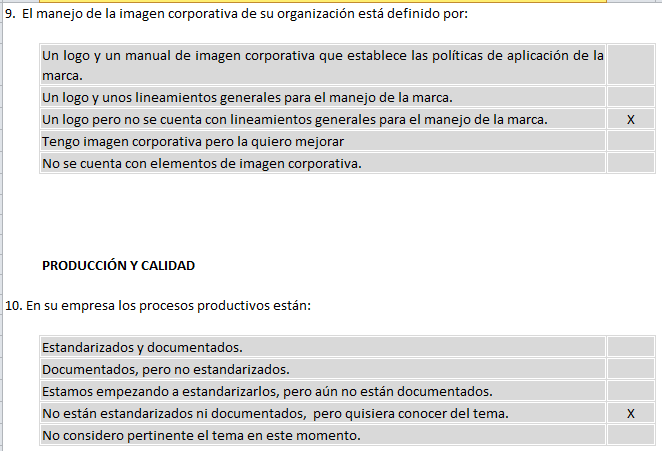 9. El manejo de la imagen corporativa de su organización está definido por:
Un logo y un manual de imagen corporativa que establece las políticas de aplicación de la
marca.
Un logo y unos lineamientos generales para el manejo de la marca.
Un logo pero no se cuenta con lineamientos generales para el manejo de la marca. X
Tengo imagen corporativa pero la quiero mejorar
No se cuenta con elementos de imagen corporativa.
PRODUCCIÓN Y CALIDAD
10. En su empresa los procesos productivos están:
Estandarizados y documentados.
Documentados, pero no estandarizados.
Estamos empezando a estandarizarlos, pero aún no están documentados.
No están estandarizados ni documentados, pero quisiera conocer del tema. X
No considero pertinente el tema en este momento.